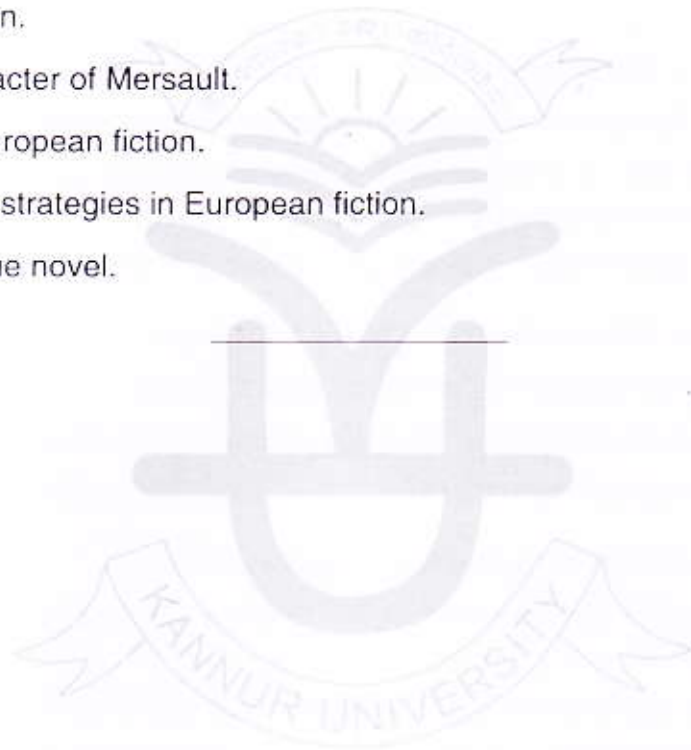 n.
acter of Mersault.
ropean fiction.
strategies in European fiction.
ue novel.
KANNUR UNIVERSITY